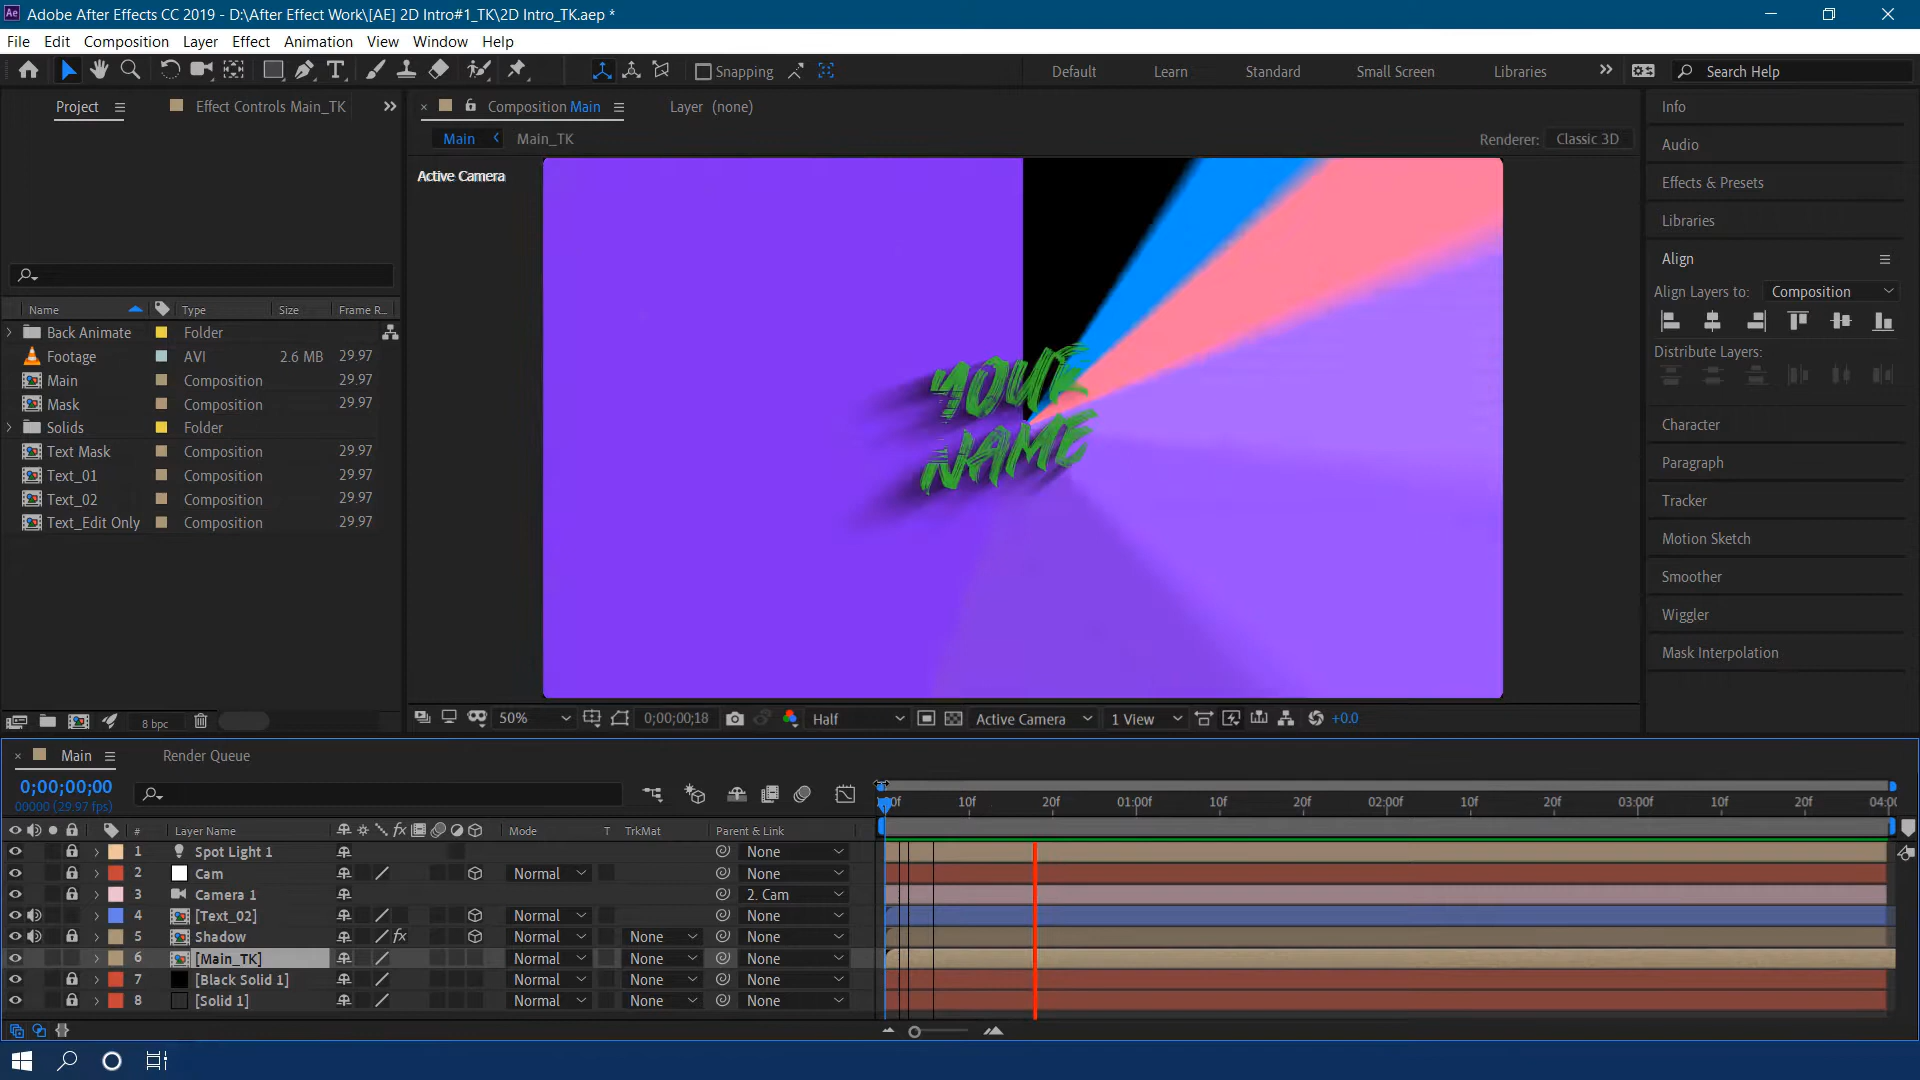 Adobe After Effects CC 2019 - D:\After Effect Work\[AE] 2D Intro#1_TK\2D Intro_TK.aep *
File Edit Composition Layer Effect Animation View Window Help
Snapping Default Learn Standard Small Screen Libraries Search Help
Project Effect Controls Main_TK
Composition Main Layer (none)
Main Main_TK Renderer: Classic 3D
Active Camera
YOUR
NAME
Name Type Size Frame R...
Back Animate Folder
Footage AVI 2.6 MB 29.97
Main Composition 29.97
Mask Composition 29.97
Solids Folder
Text Mask Composition 29.97
Text_01 Composition 29.97
Text_02 Composition 29.97
Text_Edit Only Composition 29.97
8 bpc
50% 0;00;00;18 Half Active Camera 1 View +0.0
Info
Audio
Effects & Presets
Libraries
Align
Align Layers to: Composition
Distribute Layers:
Character
Paragraph
Tracker
Motion Sketch
Smoother
Wiggler
Mask Interpolation
Main Render Queue
0;00;00;00
00000 (29.97 fps)
10f 20f 01:00f 10f 20f 02:00f 10f 20f 03:00f 10f 20f 04:00
# Layer Name Mode T TrkMat Parent & Link
1 Spot Light 1 None
2 Cam Normal None
3 Camera 1 2. Cam
4 [Text_02] Normal None
5 Shadow fx Normal None None
6 [Main_TK] Normal None None
7 [Black Solid 1] Normal None None
8 [Solid 1] Normal None None